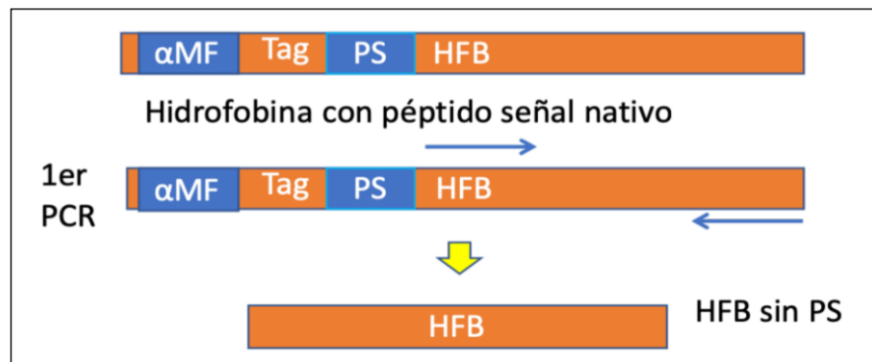 αMF Tag PS HFB
Hidrofobina con péptido señal nativo
1er
PCR
αMF Tag PS HFB
HFB
HFB sin PS